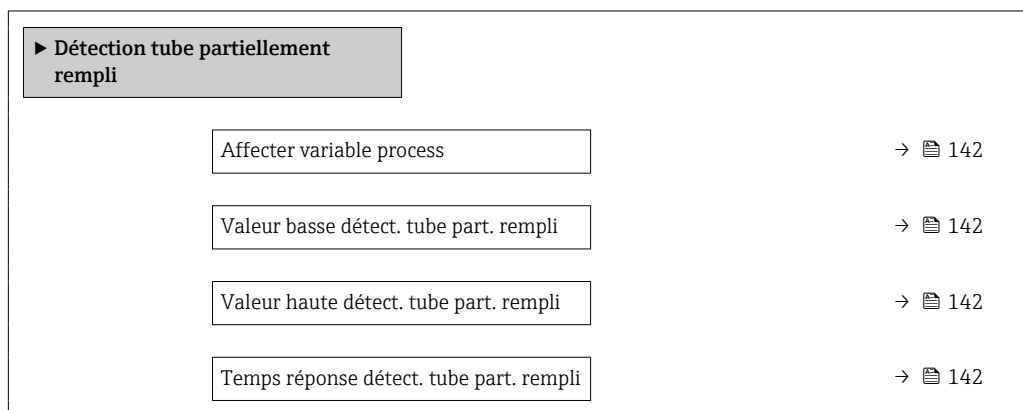 ▶ Détection tube partiellement
rempli
Affecter variable process → 142
Valeur basse détect. tube part. rempli → 142
Valeur haute détect. tube part. rempli → 142
Temps réponse détect. tube part. rempli → 142